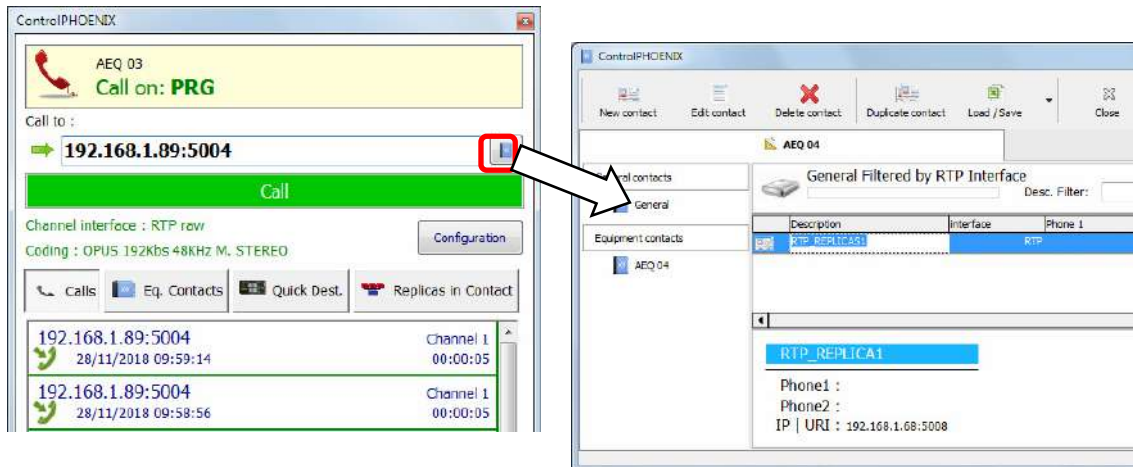 ControlPHOENIX
AEQ 03
Call on: PRG
Call to :
192.168.1.89:5004
Call
Channel interface : RTP raw
Coding : OPUS 192Kbs 48KHz M. STEREO
Configuration
Calls
Eq. Contacts
Quick Dest.
Replicas in Contact
192.168.1.89:5004 Channel 1
28/11/2018 09:59:14 00:00:05
192.168.1.89:5004 Channel 1
28/11/2018 09:58:56 00:00:05
ControlPHOENIX
New contact
Edit contact
Delete contact
Duplicate contact
Load / Save
Close
AEQ 04
contacts
General
Equipment contacts
AEQ 04
General Filtered by RTP Interface
Desc. Filter:
Description interface Phone 1
RTP_REPLICAS1 RTP
RTP_REPLICA1
Phone1 :
Phone2 :
IP | URI : 192.168.1.68:5008